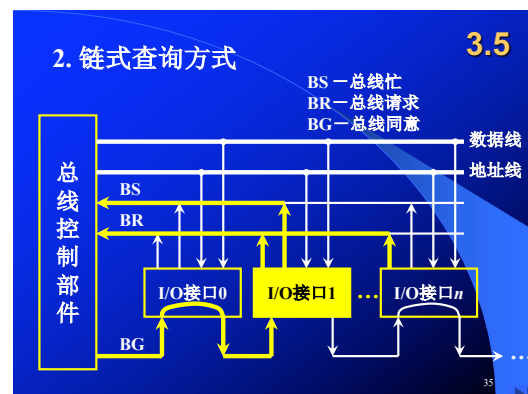 3.5
2. 链式查询方式
BS －总线忙
BR－总线请求
BG－总线同意
数据线
地址线
总线控制部件
BS
BR
I/O接口0
I/O接口1
…
I/O接口n
BG
…
35